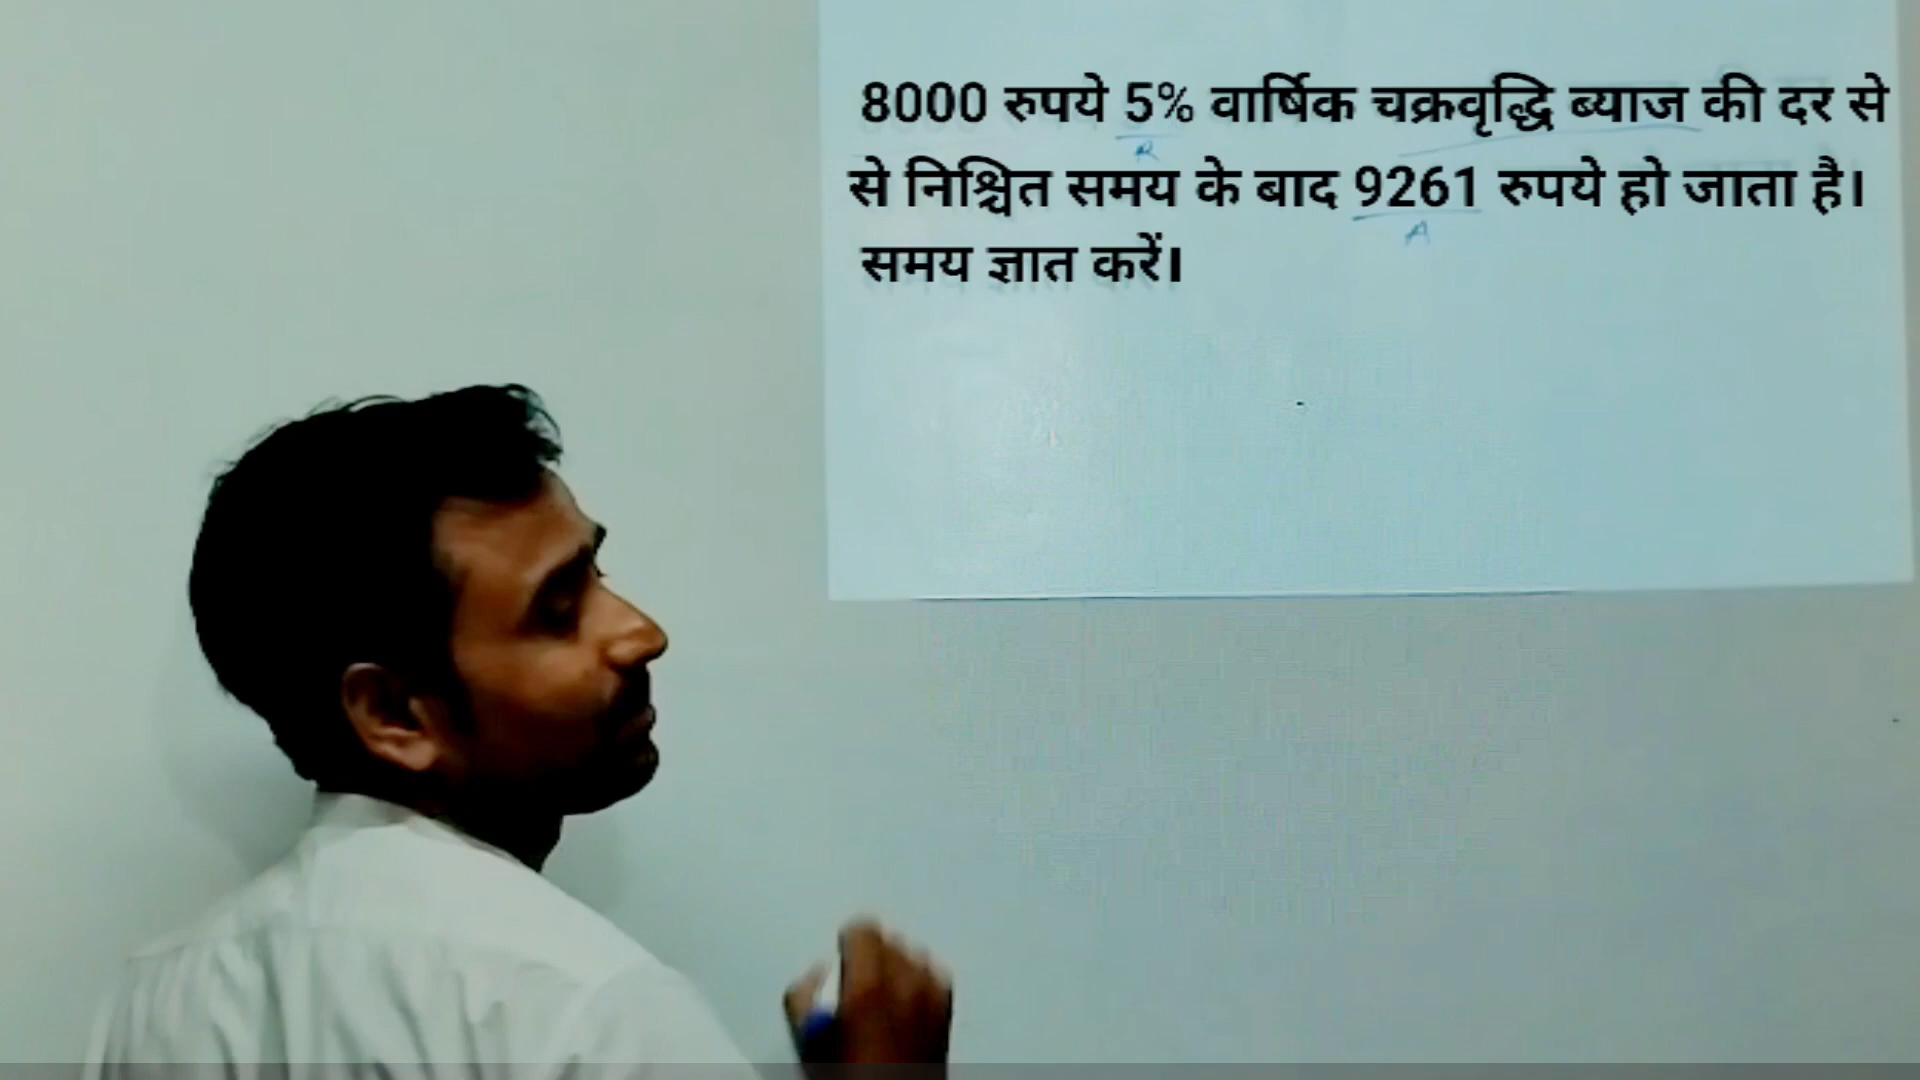 8000 रुपये 5% वार्षिक चक्रवृद्धि ब्याज की दर से
R
से निश्चित समय के बाद 9261 रुपये हो जाता है।
A
समय ज्ञात करें।